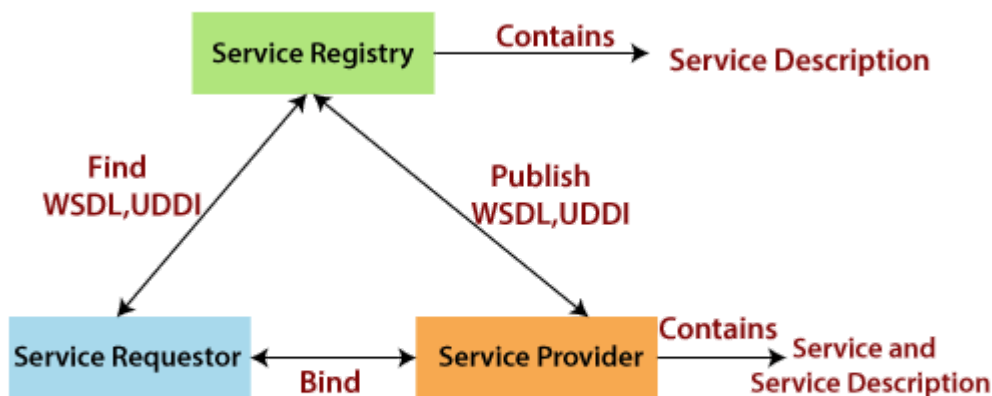 Service Registry
Contains
Service Description
Find
WSDL,UDDI
Publish
WSDL,UDDI
Service Requestor
Bind
Service Provider
Contains
Service and
Service Description